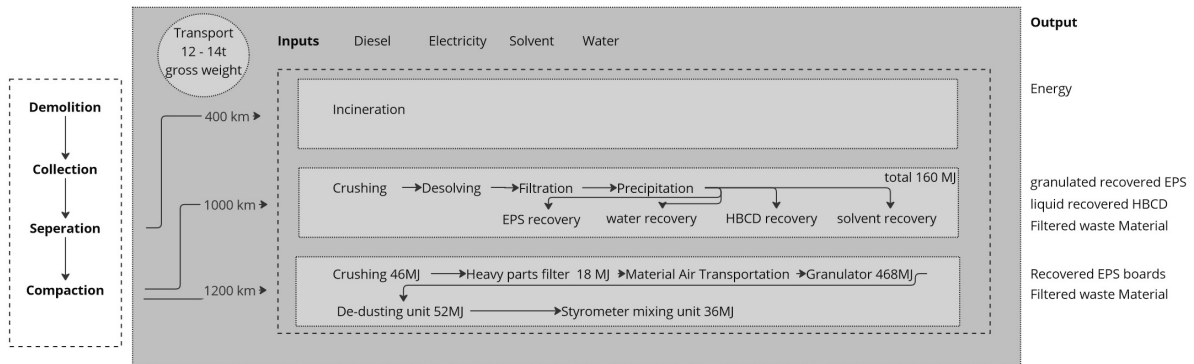 Transport
12 - 14t
gross weight
Inputs Diesel Electricity Solvent Water
Output
Demolition
Collection
Seperation
Compaction
400 km
1000 km
1200 km
Incineration
Energy
total 160 MJ
Crushing Desolving Filtration Precipitation
EPS recovery water recovery HBCD recovery solvent recovery
granulated recovered EPS
liquid recovered HBCD
Filtered waste Material
Crushing 46MJ Heavy parts filter 18 MJ Material Air Transportation Granulator 468MJ
De-dusting unit 52MJ Styrometer mixing unit 36MJ
Recovered EPS boards
Filtered waste Material